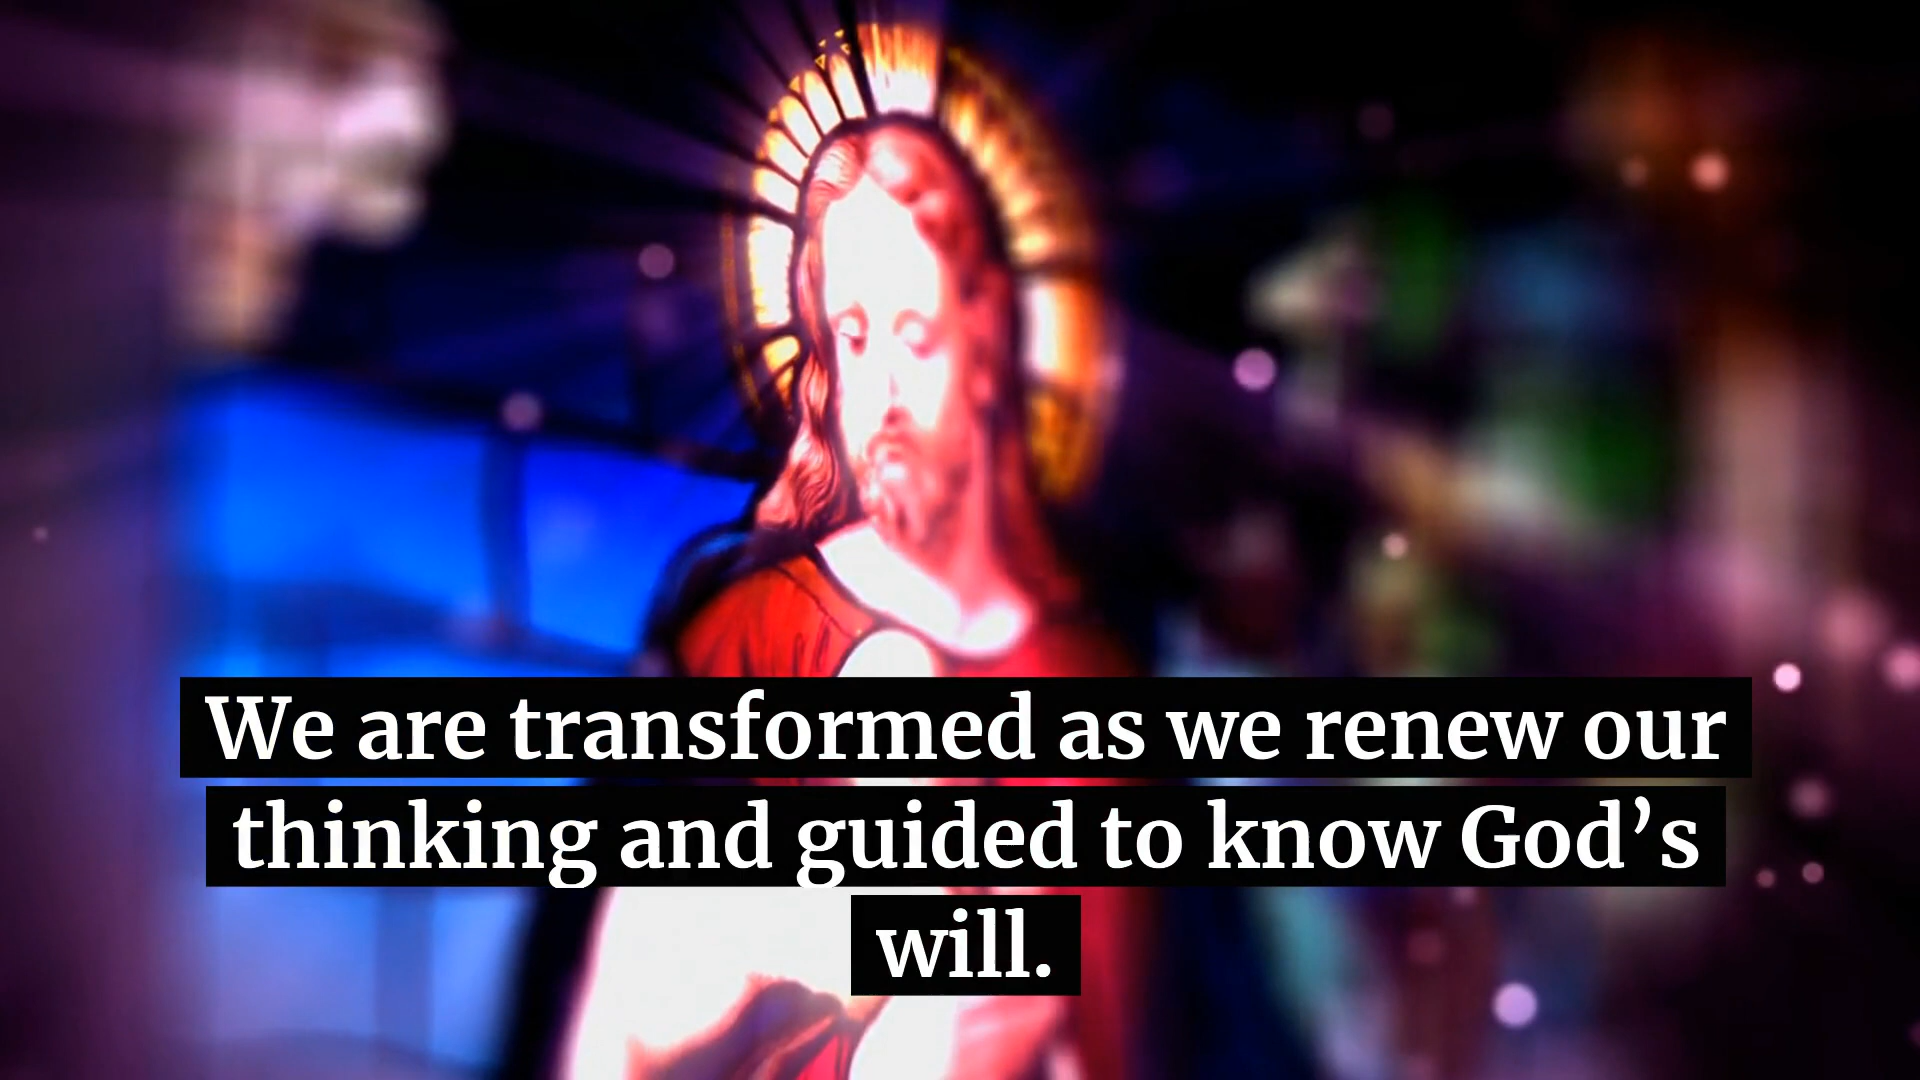 We are transformed as we renew our
thinking and guided to know God’s
will.